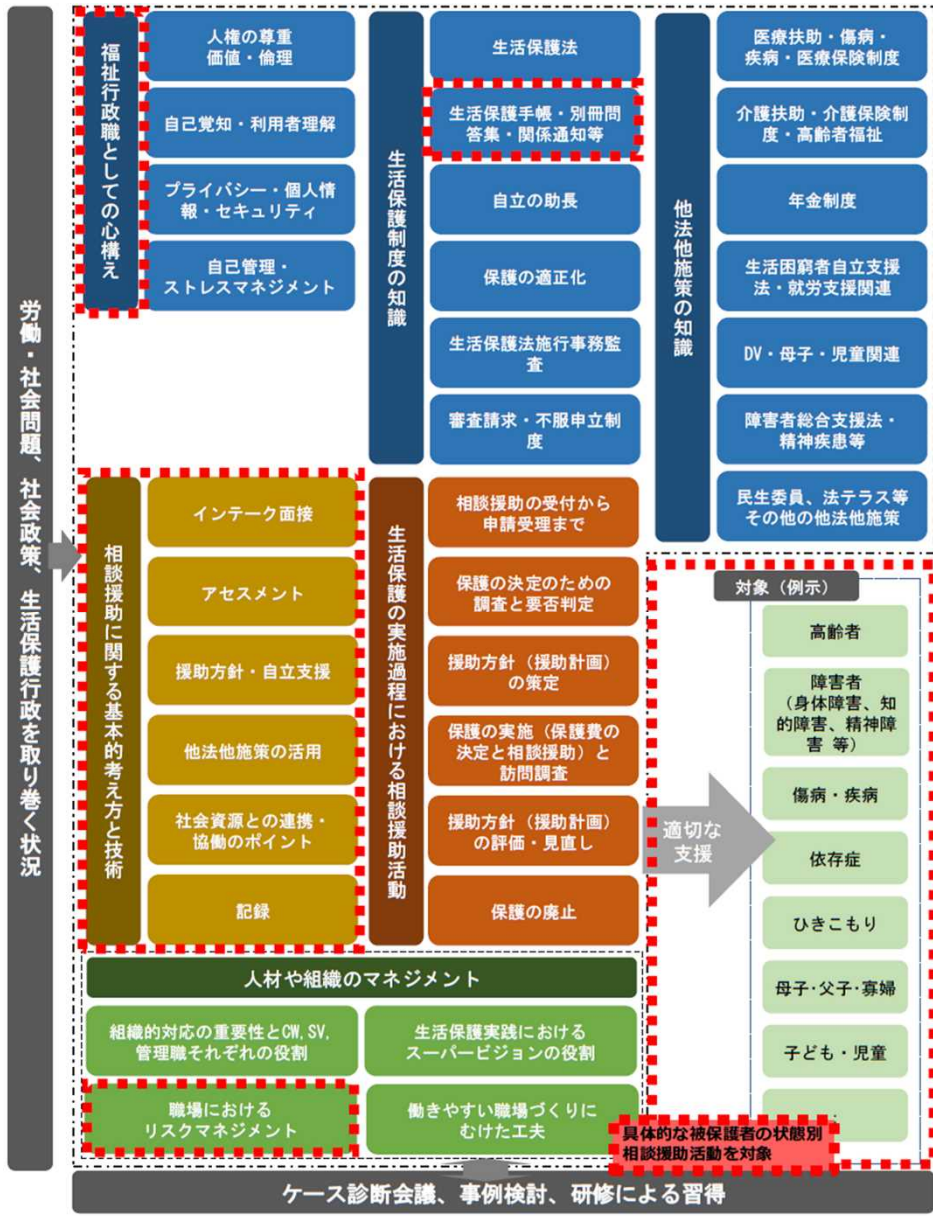 労働・社会問題、社会政策、生活保護行政を取り巻く状況
福祉行政職としての心構え
人権の尊重
価値・倫理
自己覚知・利用者理解
プライバシー・個人情
報・セキュリティ
自己管理・
ストレスマネジメント
生活保護制度の知識
生活保護法
生活保護手帳・別冊問
答集・関係通知等
自立の助長
保護の適正化
生活保護法施行事務監
査
審査請求・不服申立制
度
他法他施策の知識
医療扶助・傷病・
疾病・医療保険制度
介護扶助・介護保険制
度・高齢者福祉
年金制度
生活困窮者自立支援
法・就労支援関連
DV・母子・児童関連
障害者総合支援法・
精神疾患等
民生委員、法テラス等
その他の他法他施策
相談援助に関する基本的考え方と技術
インテーク面接
アセスメント
援助方針・自立支援
他法他施策の活用
社会資源との連携・
協働のポイント
記録
生活保護の実施過程における相談援助活動
相談援助の受付から
申請受理まで
保護の決定のための
調査と要否判定
援助方針（援助計画）
の策定
保護の実施（保護費の
決定と相談援助）と
訪問調査
援助方針（援助計画）
の評価・見直し
保護の廃止
適切な
支援
対象（例示）
高齢者
障害者
（身体障害、知
的障害、精神障
害 等）
傷病・疾病
依存症
ひきこもり
母子・父子・寡婦
子ども・児童
人材や組織のマネジメント
組織的対応の重要性とCW,SV,
管理職それぞれの役割
生活保護実践における
スーパービジョンの役割
職場における
リスクマネジメント
働きやすい職場づくりに
むけた工夫
具体的な被保護者の状態別
相談援助活動を対象
ケース診断会議、事例検討、研修による習得